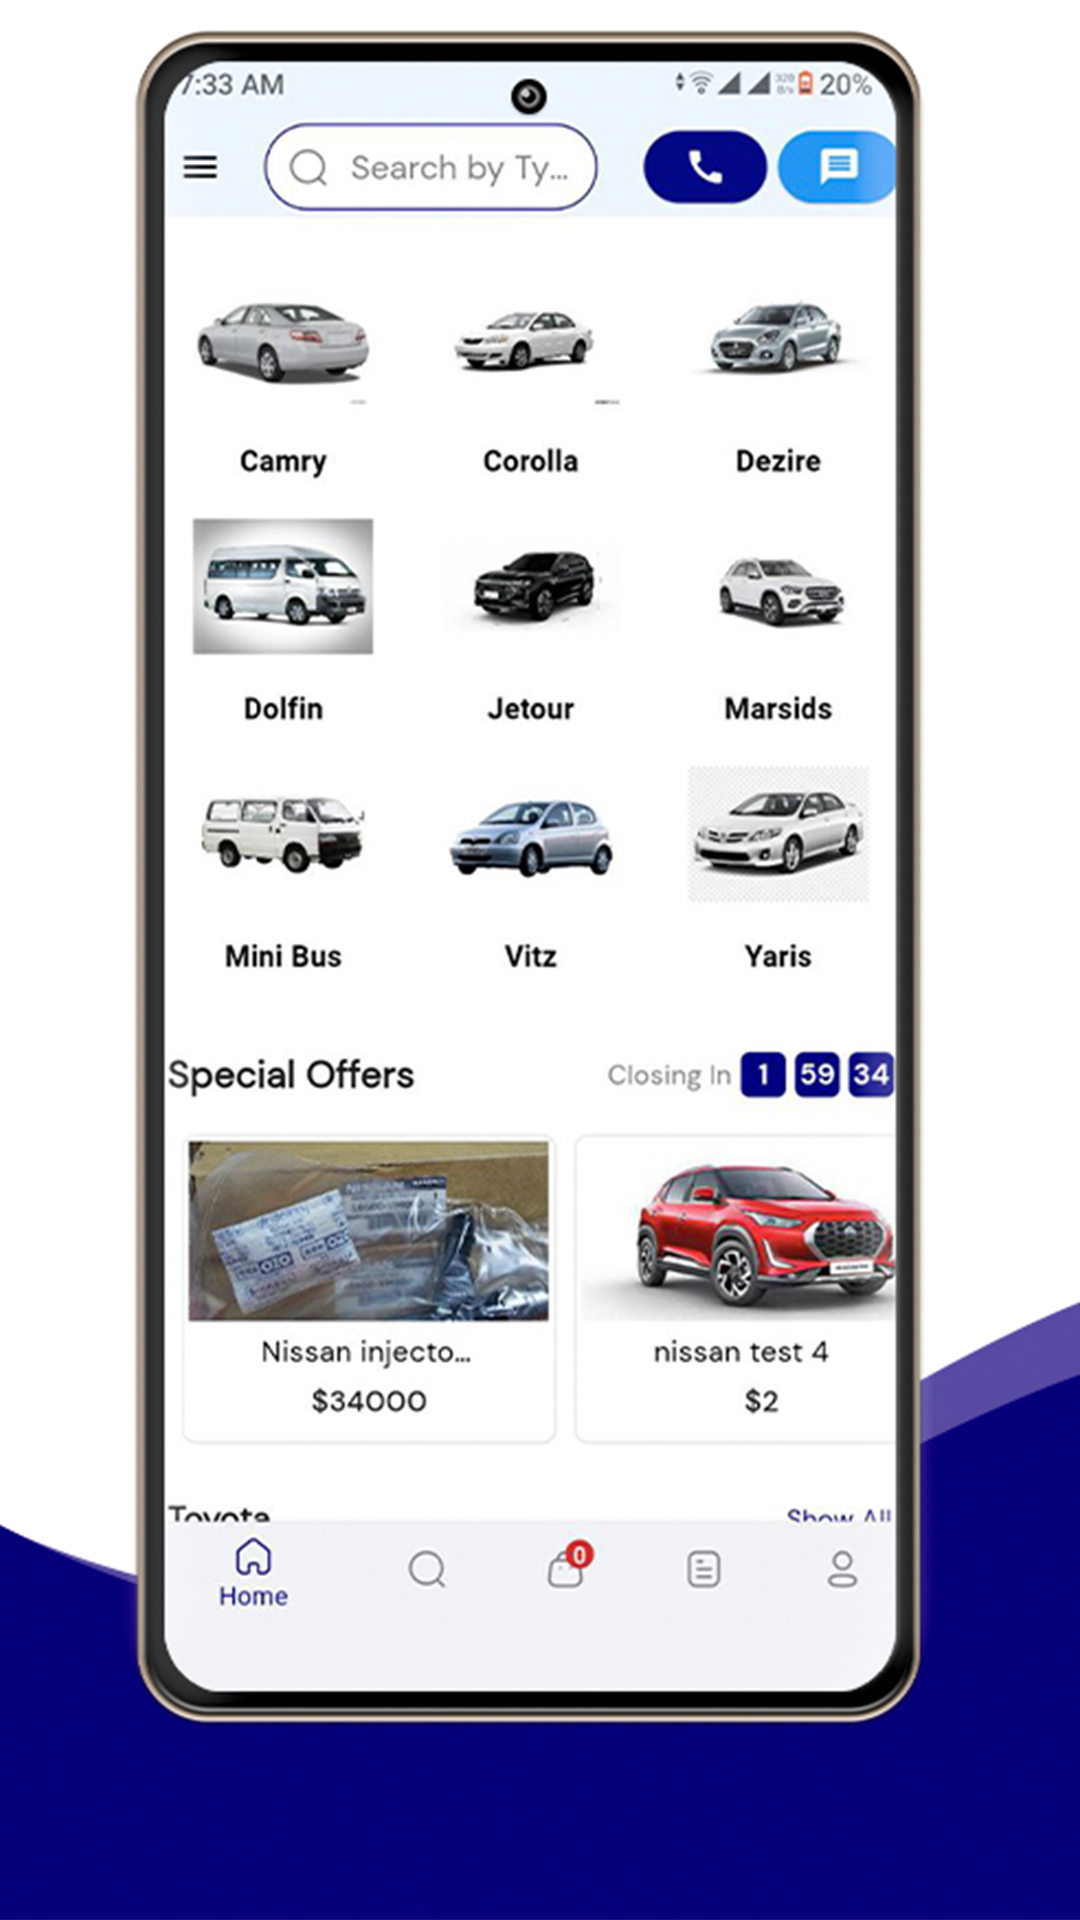 7:33 AM
20%
Search by Ty...
Camry
Corolla
Dezire
Dolfin
Jetour
Marsids
Mini Bus
Vitz
Yaris
Special Offers
Closing In 1 59 34
Nissan injecto...
$34000
nissan test 4
$2
Toyota
Show All
0
Home